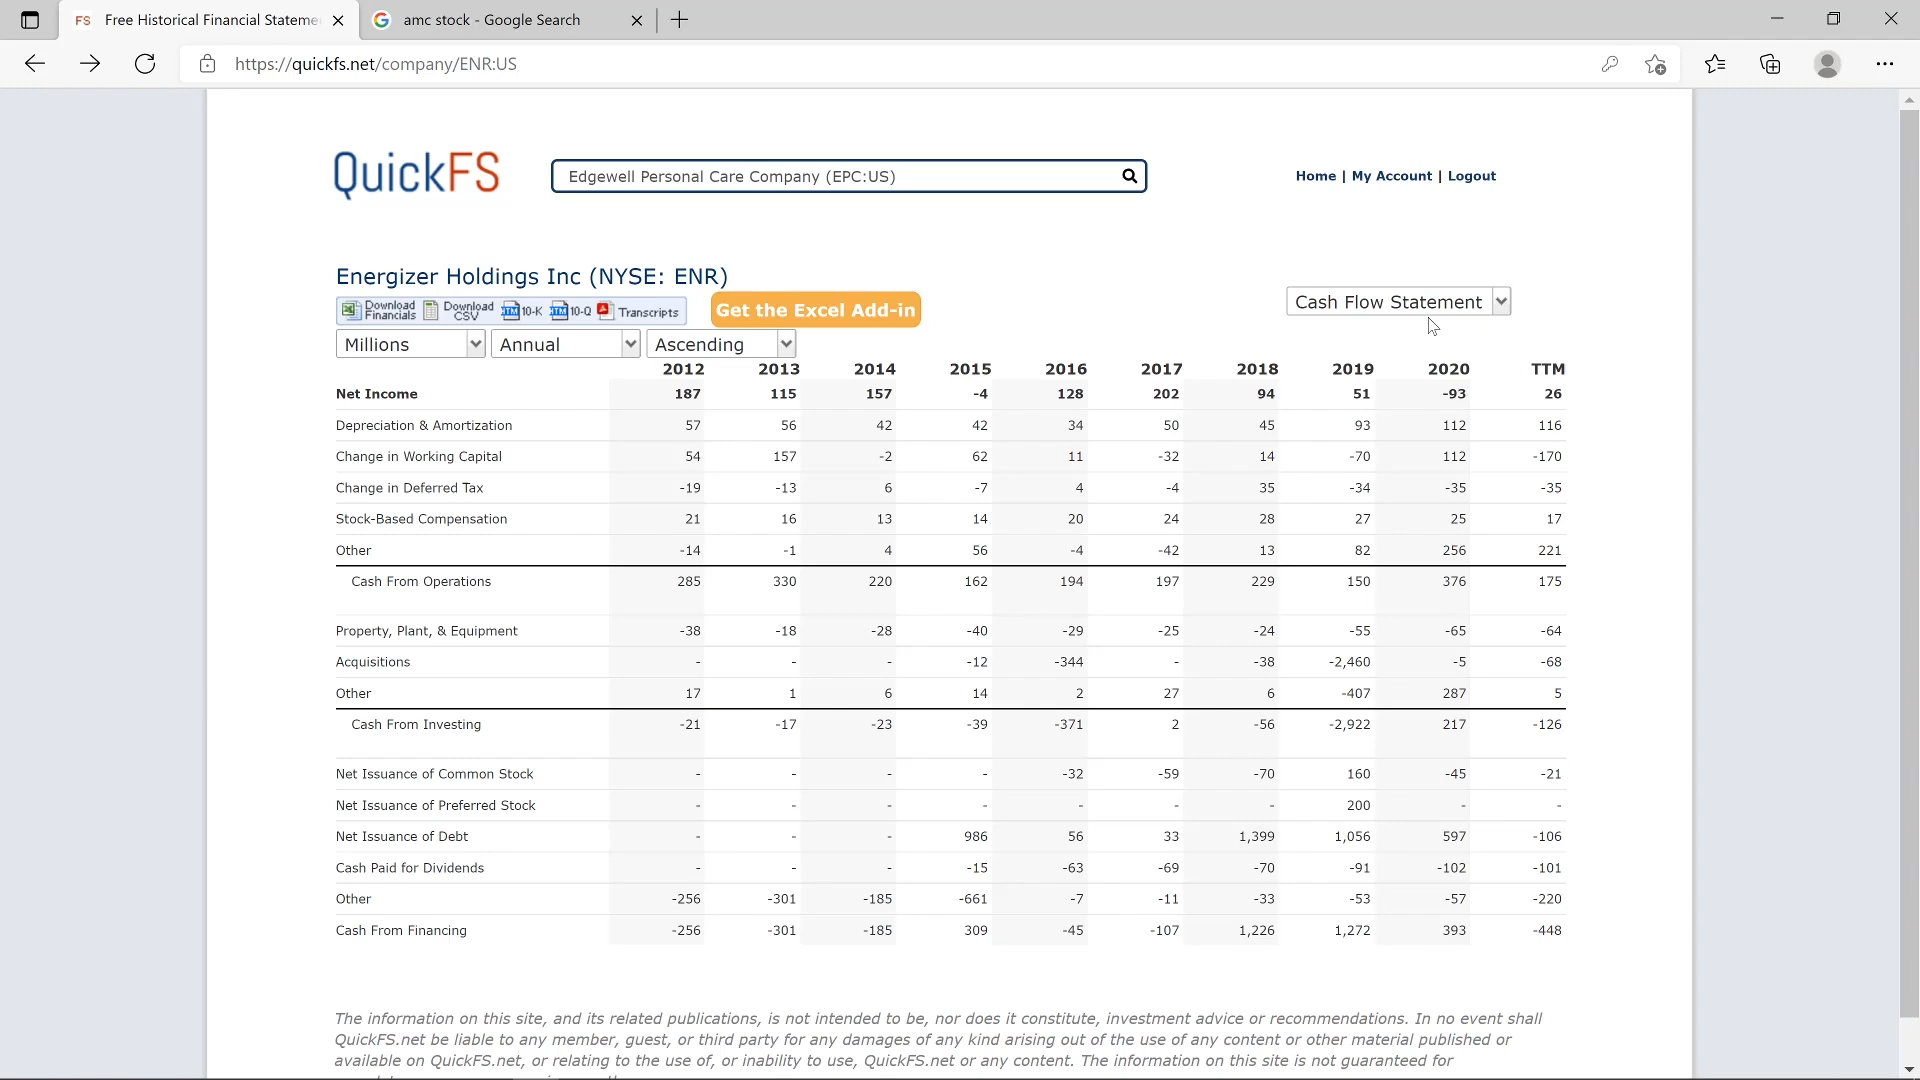 Free Historical Financial Stateme
amc stock - Google Search
https://quickfs.net/company/ENR:US
QuickFS
Edgewell Personal Care Company (EPC:US)
Home | My Account | Logout
Energizer Holdings Inc (NYSE: ENR)
Download Financials Download CSV 10-K 10-Q Transcripts
Get the Excel Add-in
Cash Flow Statement
Millions Annual Ascending
2012 2013 2014 2015 2016 2017 2018 2019 2020 TTM
Net Income 187 115 157 -4 128 202 94 51 -93 26
Depreciation & Amortization 57 56 42 42 34 50 45 93 112 116
Change in Working Capital 54 157 -2 62 11 -32 14 -70 112 -170
Change in Deferred Tax -19 -13 6 -7 4 -4 35 -34 -35 -35
Stock-Based Compensation 21 16 13 14 20 24 28 27 25 17
Other -14 -1 4 56 -4 -42 13 82 256 221
Cash From Operations 285 330 220 162 194 197 229 150 376 175
Property, Plant, & Equipment -38 -18 -28 -40 -29 -25 -24 -55 -65 -64
Acquisitions - - - -12 -344 - -38 -2,460 -5 -68
Other 17 1 6 14 2 27 6 -407 287 5
Cash From Investing -21 -17 -23 -39 -371 2 -56 -2,922 217 -126
Net Issuance of Common Stock - - - - -32 -59 -70 160 -45 -21
Net Issuance of Preferred Stock - - - - - - - 200 - -
Net Issuance of Debt - - - 986 56 33 1,399 1,056 597 -106
Cash Paid for Dividends - - - -15 -63 -69 -70 -91 -102 -101
Other -256 -301 -185 -661 -7 -11 -33 -53 -57 -220
Cash From Financing -256 -301 -185 309 -45 -107 1,226 1,272 393 -448
The information on this site, and its related publications, is not intended to be, nor does it constitute, investment advice or recommendations. In no event shall
QuickFS.net be liable to any member, guest, or third party for any damages of any kind arising out of the use of any content or other material published or
available on QuickFS.net, or relating to the use of, or inability to use, QuickFS.net or any content. The information on this site is not guaranteed for